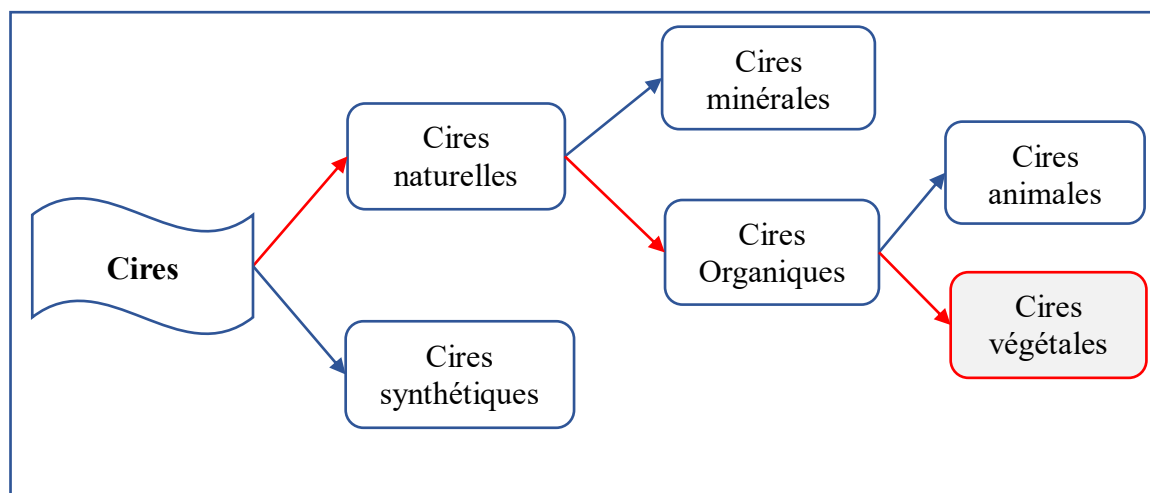 Cires
Cires
naturelles
Cires
synthétiques
Cires
minérales
Cires
Organiques
Cires
animales
Cires
végétales